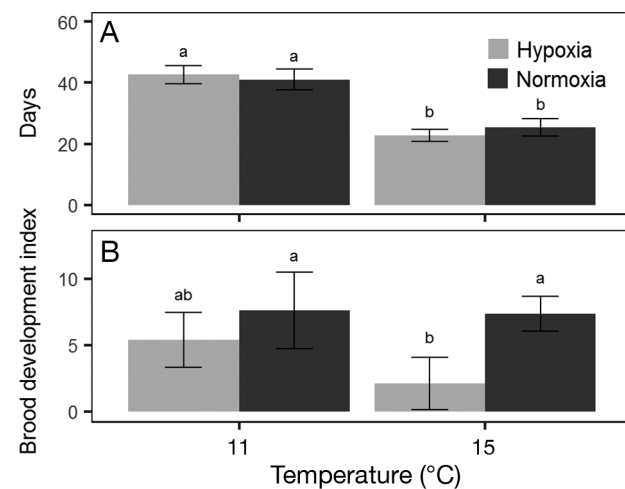 A
60
40
20
0
Days
a
a
b
b
Hypoxia
Normoxia
B
10
5
0
Brood development index
ab
a
b
a
11
15
Temperature (°C)